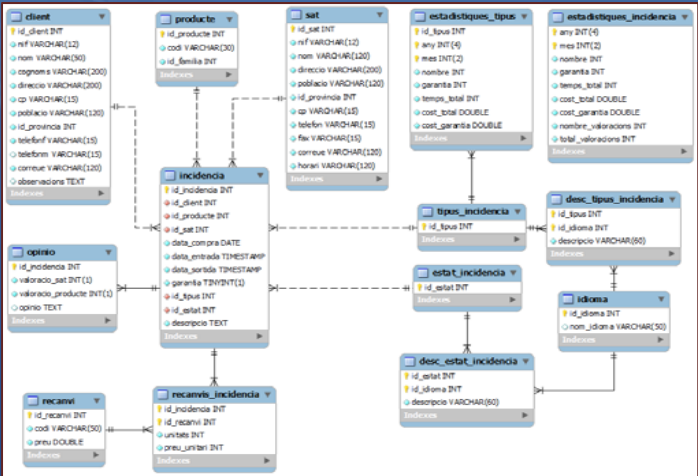 client
id_client INT
nif VARCHAR(12)
nom VARCHAR(50)
cognoms VARCHAR(200)
direccio VARCHAR(200)
cp VARCHAR(15)
poblacio VARCHAR(120)
id_provincia INT
telefonf VARCHAR(15)
telefonm VARCHAR(15)
correue VARCHAR(120)
observacions TEXT
Indexes
producte
id_producte INT
codi VARCHAR(30)
id_familia INT
Indexes
sat
id_sat INT
nif VARCHAR(12)
nom VARCHAR(120)
direccio VARCHAR(200)
poblacio VARCHAR(120)
id_provincia INT
cp VARCHAR(15)
telefon VARCHAR(15)
fax VARCHAR(15)
correue VARCHAR(120)
horari VARCHAR(120)
Indexes
estadistiques_tipus
id_tipus INT
any INT(4)
mes INT(2)
nombre INT
garantia INT
temps_total INT
cost_total DOUBLE
cost_garantia DOUBLE
Indexes
estadistiques_incidencia
any INT(4)
mes INT(2)
nombre INT
garantia INT
temps_total INT
cost_total DOUBLE
cost_garantia DOUBLE
nombre_valoracions INT
total_valoracions INT
Indexes
incidencia
id_incidencia INT
id_client INT
id_producte INT
id_sat INT
data_compra DATE
data_entrada TIMESTAMP
data_sortida TIMESTAMP
garantia TINYINT(1)
id_tipus INT
id_estat INT
descripcio TEXT
Indexes
tipus_incidencia
id_tipus INT
Indexes
desc_tipus_incidencia
id_tipus INT
id_idioma INT
descripcio VARCHAR(60)
Indexes
opinio
id_incidencia INT
valoracio_sat INT(1)
valoracio_producte INT(1)
opinio TEXT
Indexes
estat_incidencia
id_estat INT
Indexes
idioma
id_idioma INT
nom_idioma VARCHAR(50)
Indexes
desc_estat_incidencia
id_estat INT
id_idioma INT
descripcio VARCHAR(60)
Indexes
recanvi
id_recanvi INT
codi VARCHAR(50)
preu DOUBLE
Indexes
recanvis_incidencia
id_incidencia INT
id_recanvi INT
unitats INT
preu_unitari INT
Indexes